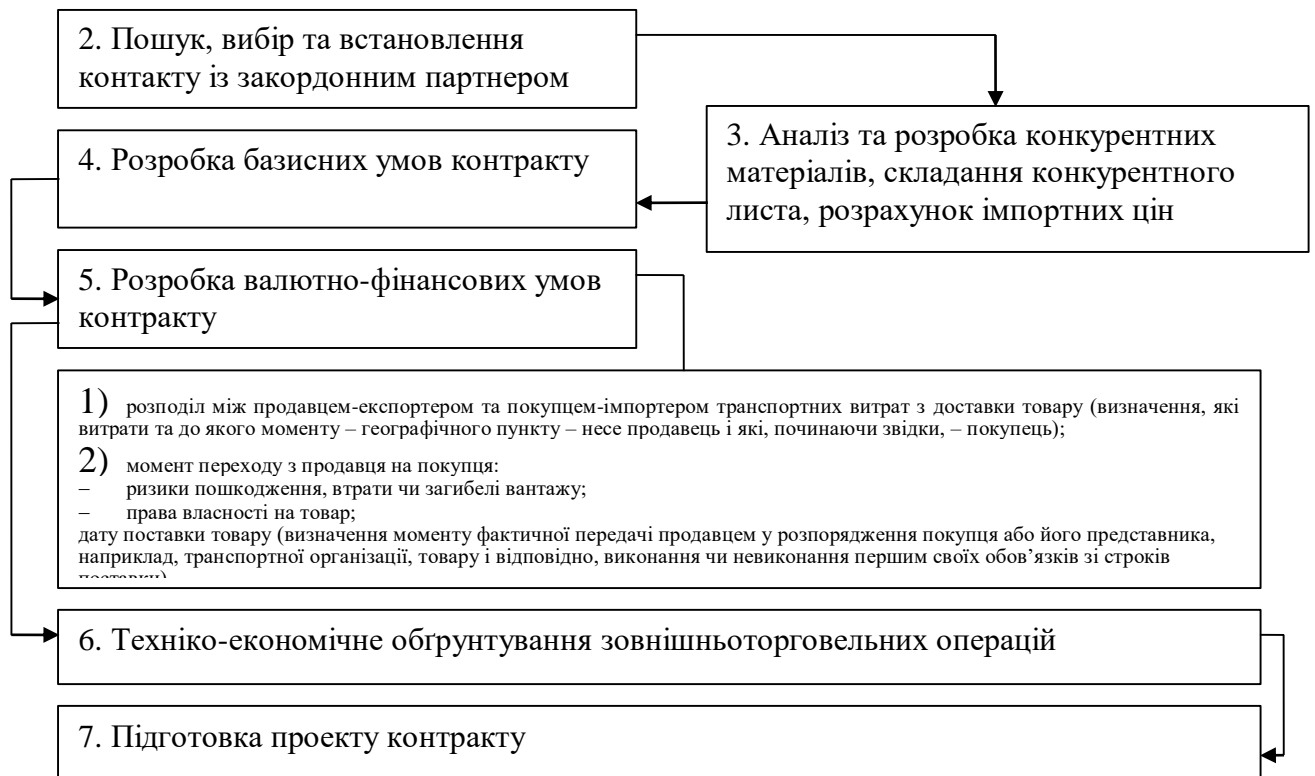 2. Пошук, вибір та встановлення
контакту із закордонним партнером
3. Аналіз та розробка конкурентних
матеріалів, складання конкурентного
листа, розрахунок імпортних цін
4. Розробка базисних умов контракту
5. Розробка валютно-фінансових умов
контракту
1) розподіл між продавцем-експортером та покупцем-імпортером транспортних витрат з доставки товару (визначення, які
витрати та до якого моменту – географічного пункту – несе продавець і які, починаючи звідки, – покупець);
2) момент переходу з продавця на покупця:
– ризики пошкодження, втрати чи загибелі вантажу;
– права власності на товар;
дату поставки товару (визначення моменту фактичної передачі продавцем у розпорядження покупця або його представника,
наприклад, транспортної організації, товару і відповідно, виконання чи невиконання першим своїх обов’язків зі строків
поставки)
6. Техніко-економічне обґрунтування зовнішньоторговельних операцій
7. Підготовка проекту контракту